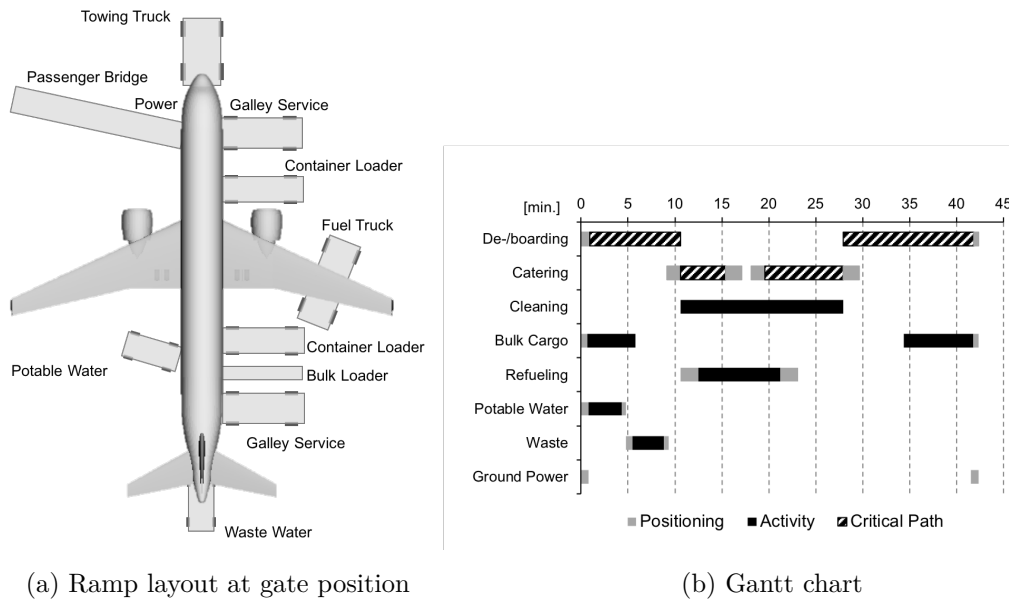 Towing Truck
Passenger Bridge
Power
Galley Service
Container Loader
Fuel Truck
Container Loader
Potable Water
Bulk Loader
Galley Service
Waste Water
(a) Ramp layout at gate position
[min.]
0 5 10 15 20 25 30 35 40 45
De-/boarding
Catering
Cleaning
Bulk Cargo
Refueling
Potable Water
Waste
Ground Power
Positioning Activity Critical Path
(b) Gantt chart